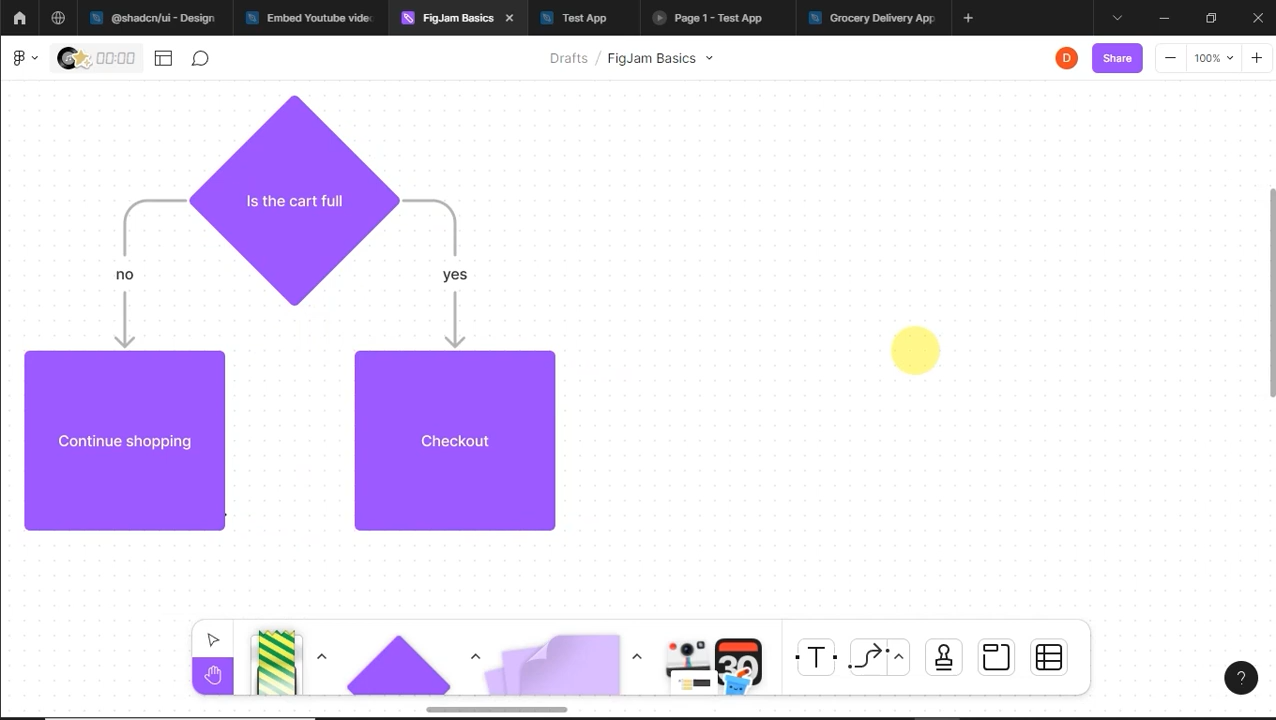 @shadcn/ui - Design
Embed Youtube vide
FigJam Basics
Test App
Page 1 - Test App
Grocery Delivery App
00:00
Drafts / FigJam Basics
D
Share
100%
Is the cart full
no
yes
Continue shopping
Checkout
30
T
?